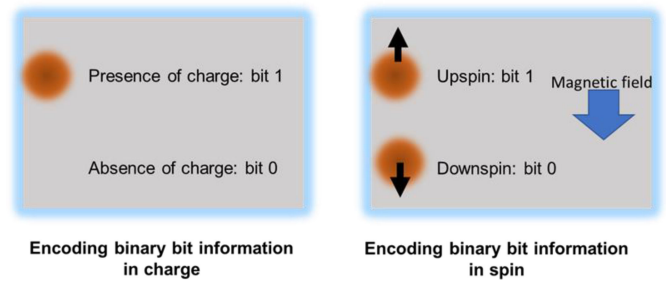 Presence of charge: bit 1
Absence of charge: bit 0
Encoding binary bit information
in charge
Upspin: bit 1
Magnetic field
Downspin: bit 0
Encoding binary bit information
in spin